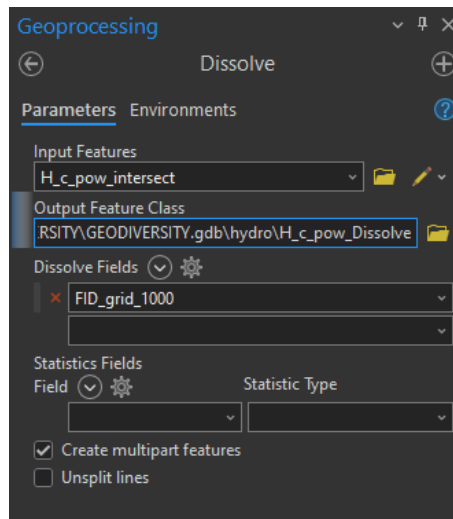 Geoprocessing
Dissolve
Parameters Environments
Input Features
H_c_pow_intersect
Output Feature Class
:RSITY\GEODIVERSITY.gdb\hydro\H_c_pow_Dissolve
Dissolve Fields
FID_grid_1000
Statistics Fields
Field Statistic Type
Create multipart features
Unsplit lines